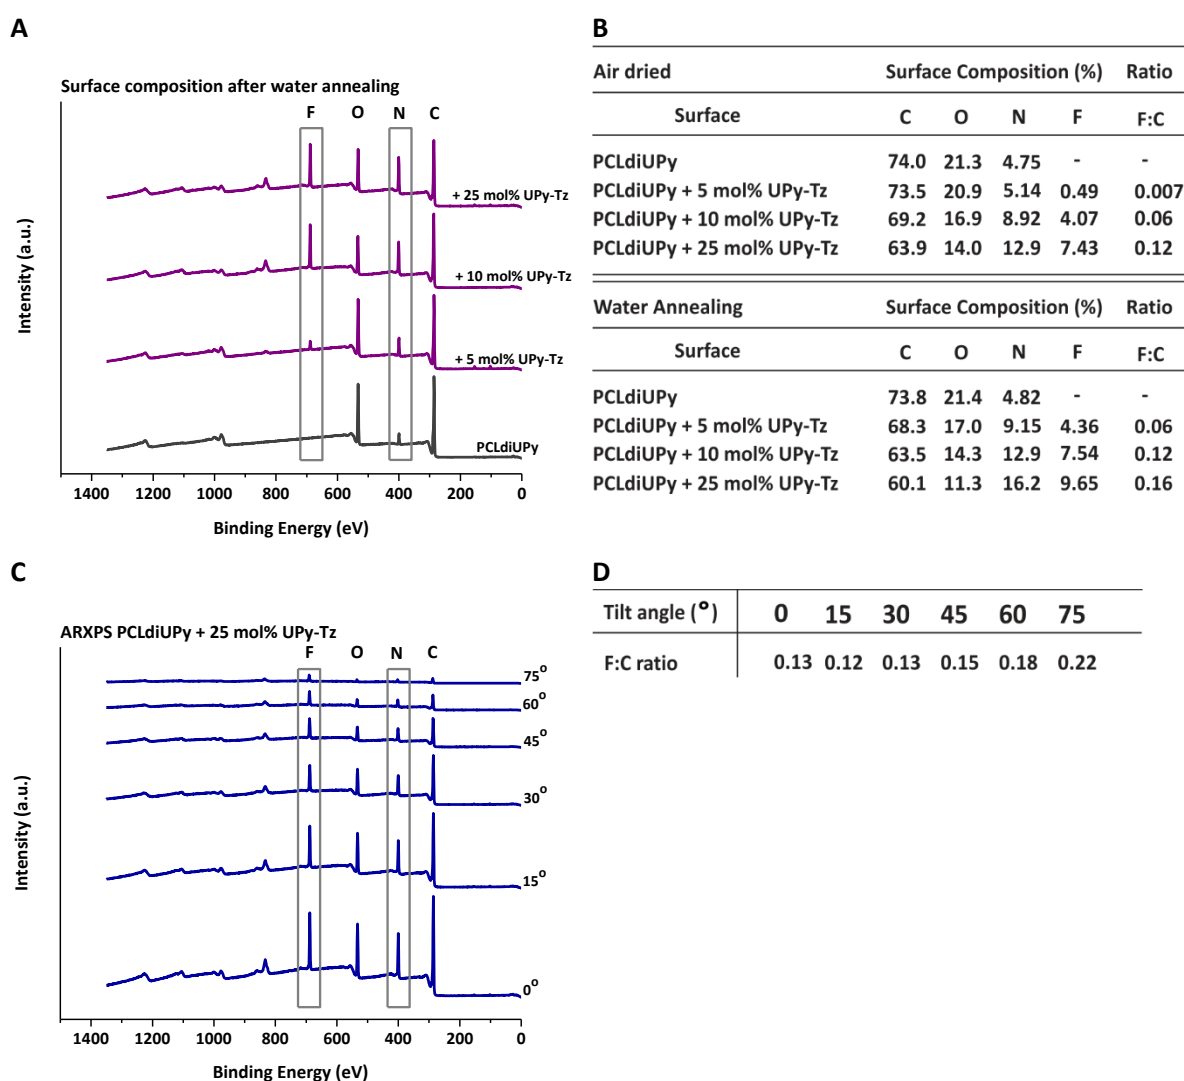 A
Surface composition after water annealing
F O N C
+ 25 mol% UPy-Tz
+ 10 mol% UPy-Tz
+ 5 mol% UPy-Tz
PCLdiUPy
Intensity (a.u.)
1400 1200 1000 800 600 400 200 0
Binding Energy (eV)
B
Air dried Surface Composition (%) Ratio
Surface C O N F F:C
PCLdiUPy 74.0 21.3 4.75 - -
PCLdiUPy + 5 mol% UPy-Tz 73.5 20.9 5.14 0.49 0.007
PCLdiUPy + 10 mol% UPy-Tz 69.2 16.9 8.92 4.07 0.06
PCLdiUPy + 25 mol% UPy-Tz 63.9 14.0 12.9 7.43 0.12
Water Annealing Surface Composition (%) Ratio
Surface C O N F F:C
PCLdiUPy 73.8 21.4 4.82 - -
PCLdiUPy + 5 mol% UPy-Tz 68.3 17.0 9.15 4.36 0.06
PCLdiUPy + 10 mol% UPy-Tz 63.5 14.3 12.9 7.54 0.12
PCLdiUPy + 25 mol% UPy-Tz 60.1 11.3 16.2 9.65 0.16
C
ARXPS PCLdiUPy + 25 mol% UPy-Tz
F O N C
75°
60°
45°
30°
15°
0°
Intensity (a.u.)
1400 1200 1000 800 600 400 200 0
Binding Energy (eV)
D
Tilt angle (°) 0 15 30 45 60 75
F:C ratio 0.13 0.12 0.13 0.15 0.18 0.22